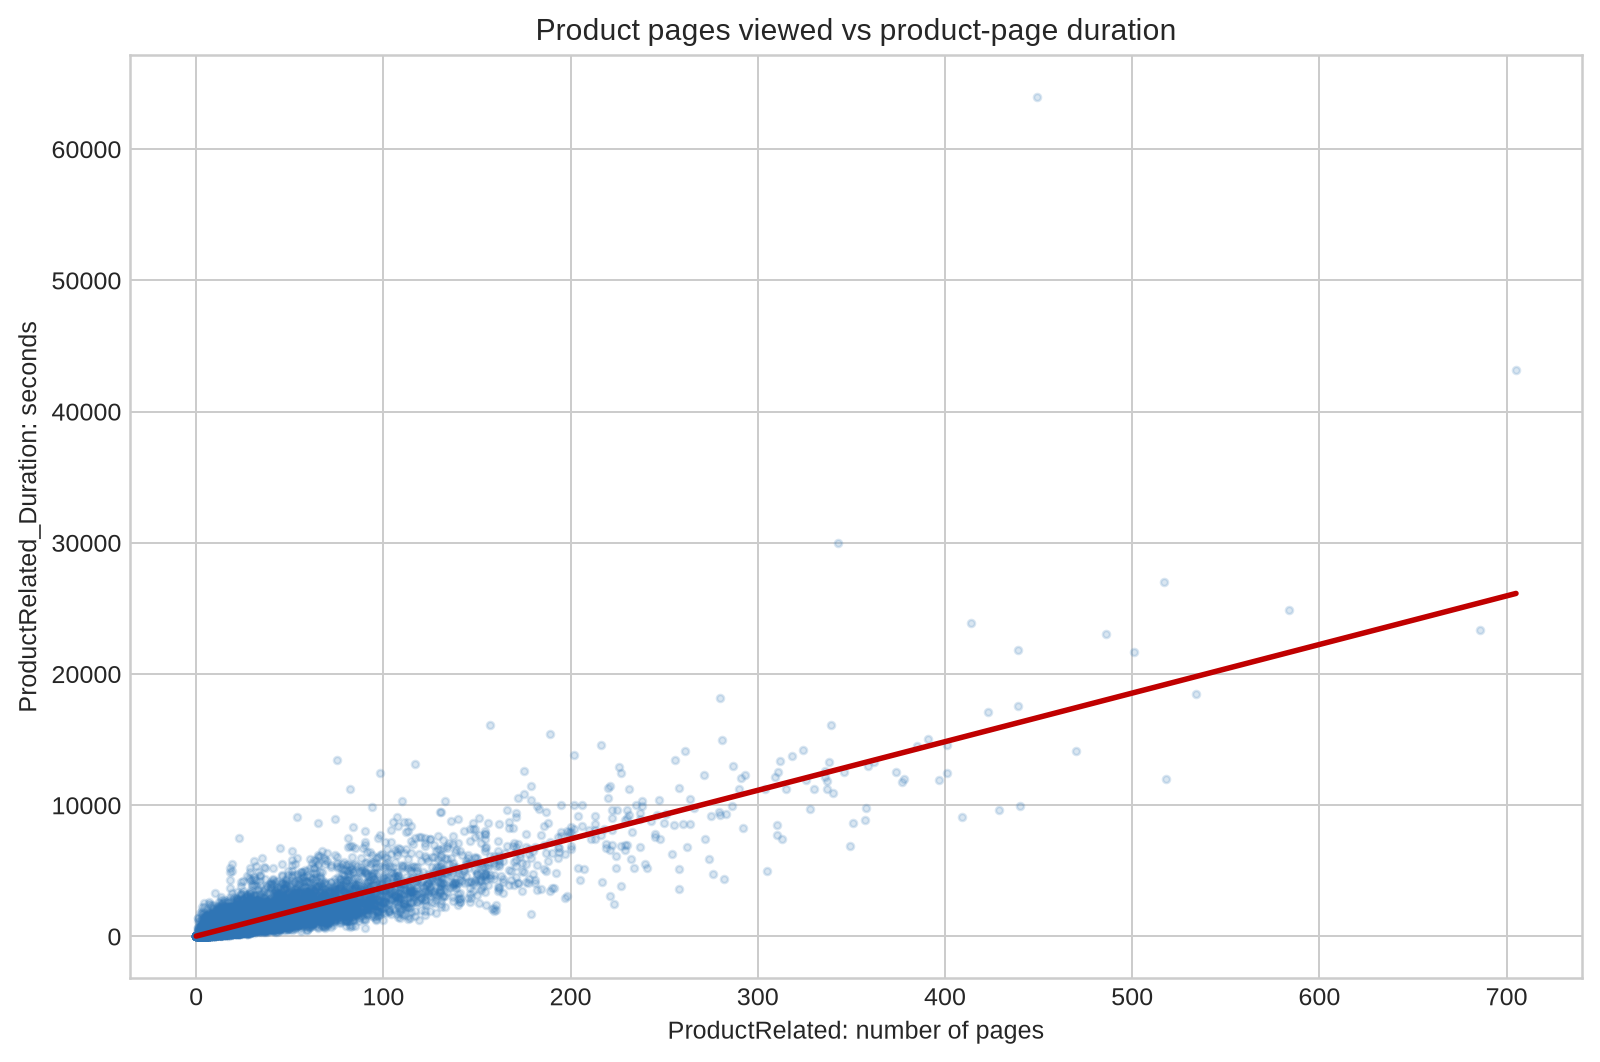 Product pages viewed vs product-page duration
ProductRelated_Duration: seconds
60000
50000
40000
30000
20000
10000
0
0 100 200 300 400 500 600 700
ProductRelated: number of pages